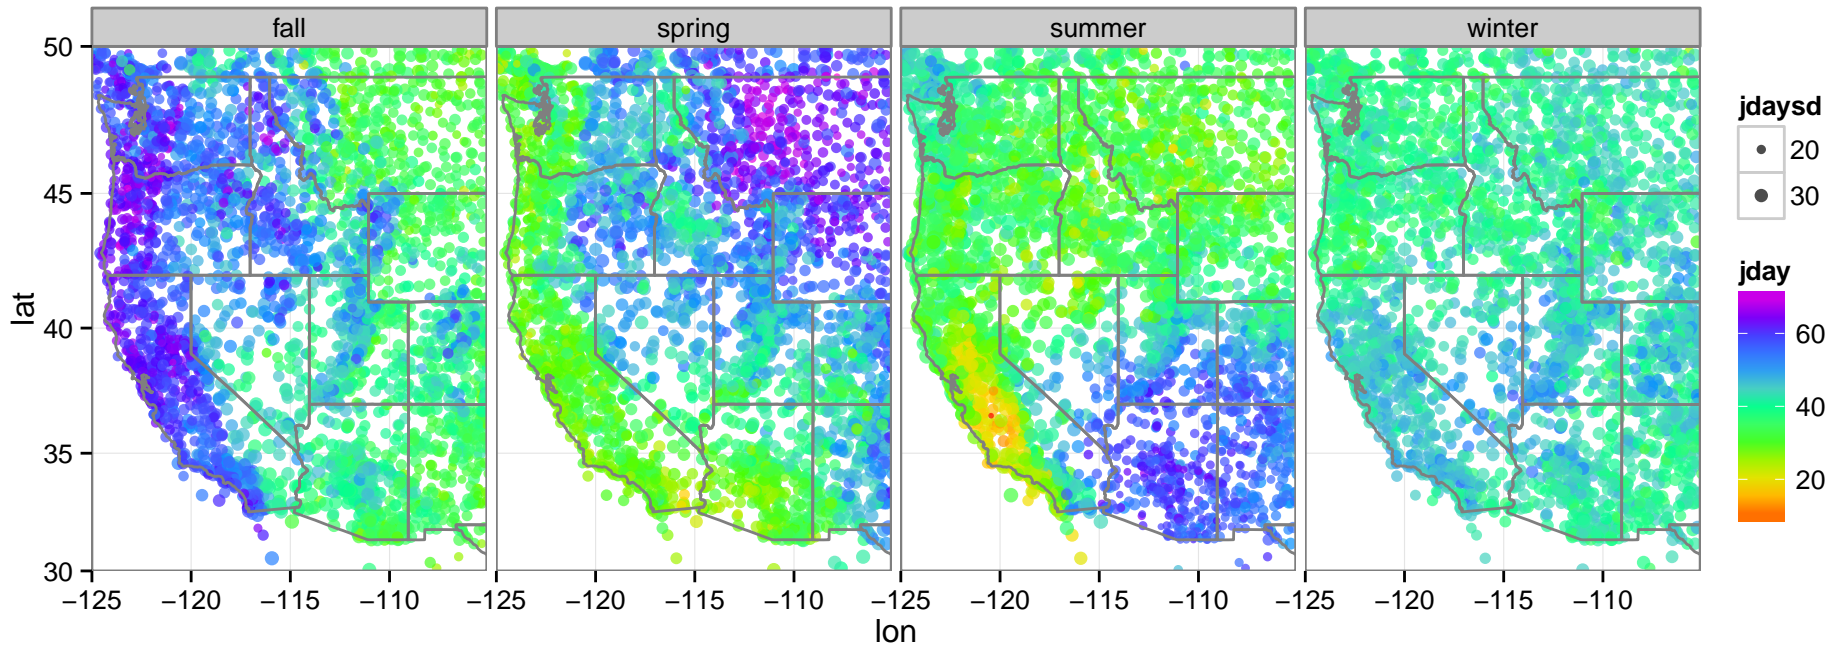 fall spring summer winter
50
45
40
35
30
lat
−125 −120 −115 −110 −125 −120 −115 −110 −125 −120 −115 −110 −125 −120 −115 −110
lon
jdaysd
20
30
jday
60
40
20